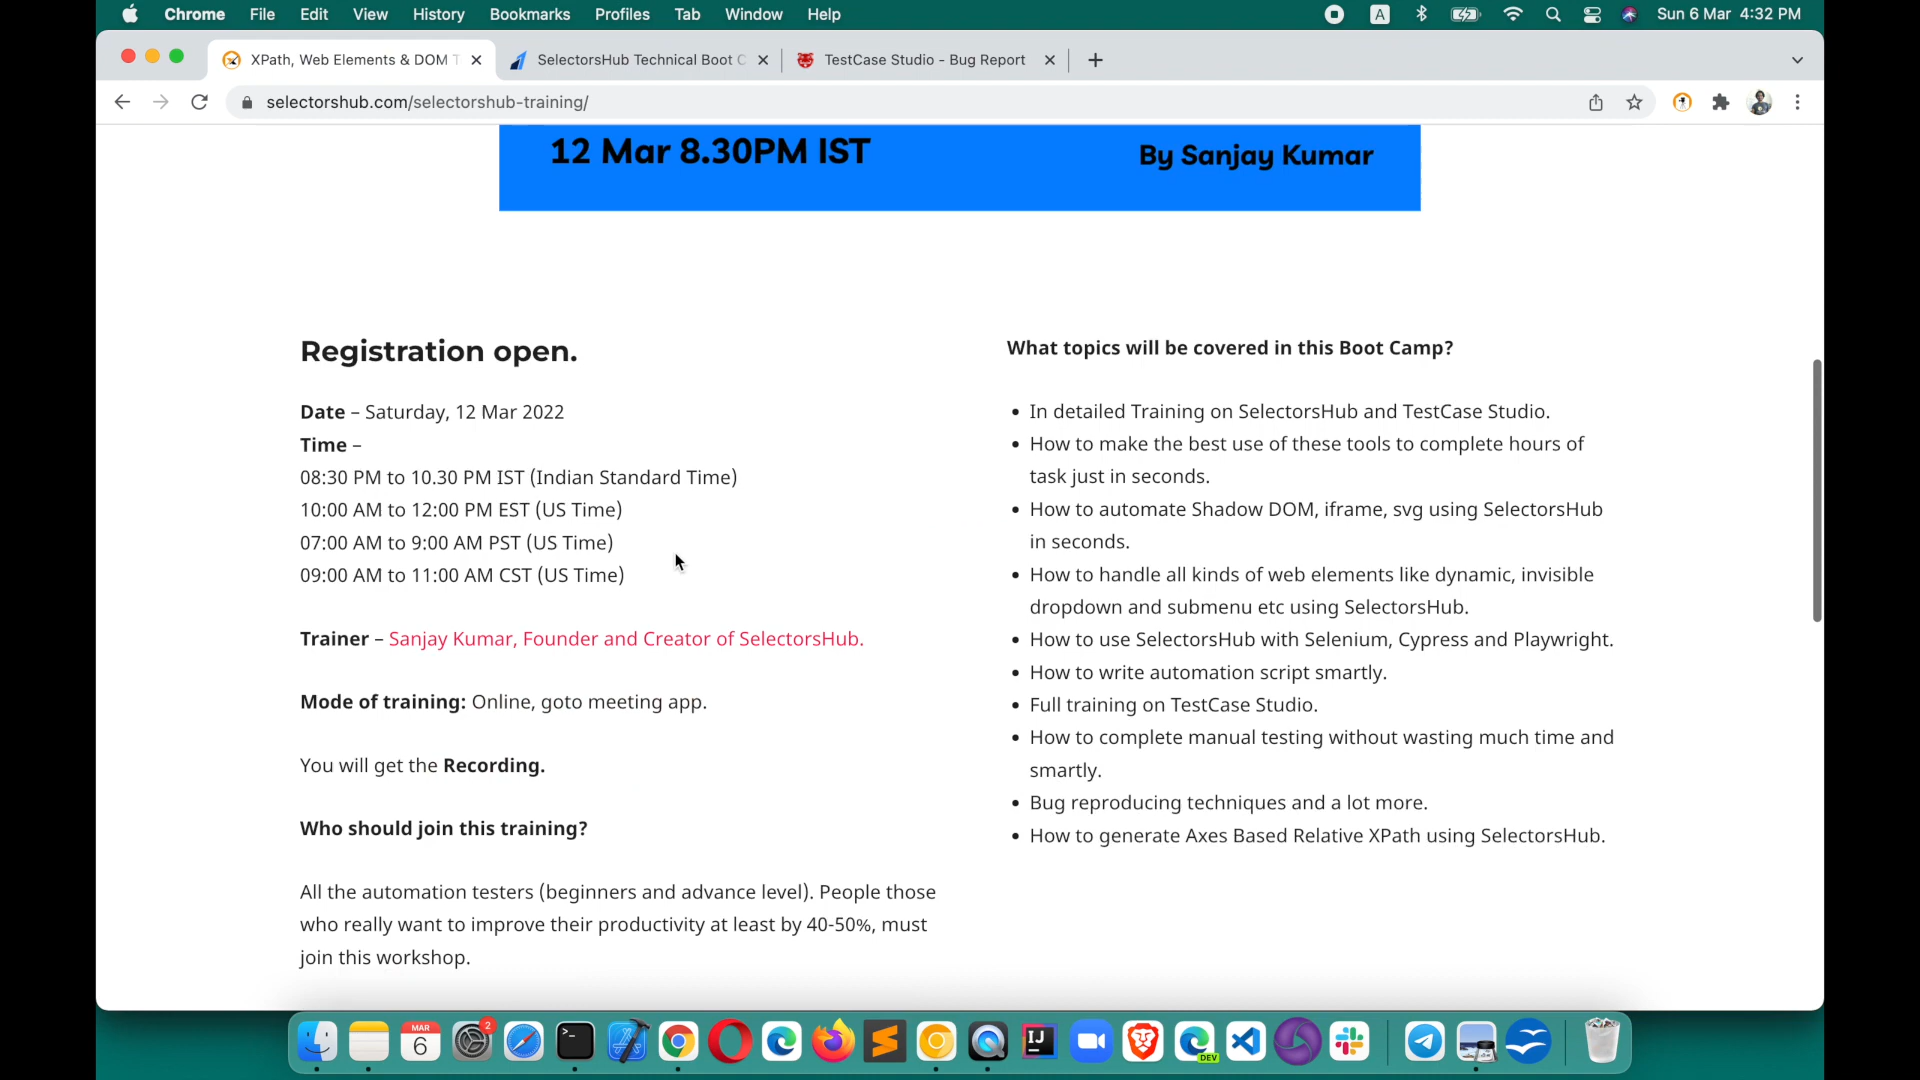 Chrome File Edit View History Bookmarks Profiles Tab Window Help
A
Sun 6 Mar 4:32 PM
XPath, Web Elements & DOM T
SelectorsHub Technical Boot C
TestCase Studio - Bug Report
selectorshub.com/selectorshub-training/
12 Mar 8.30PM IST
By Sanjay Kumar
Registration open.
Date – Saturday, 12 Mar 2022
Time –
08:30 PM to 10.30 PM IST (Indian Standard Time)
10:00 AM to 12:00 PM EST (US Time)
07:00 AM to 9:00 AM PST (US Time)
09:00 AM to 11:00 AM CST (US Time)
Trainer – Sanjay Kumar, Founder and Creator of SelectorsHub.
Mode of training: Online, goto meeting app.
You will get the Recording.
Who should join this training?
All the automation testers (beginners and advance level). People those
who really want to improve their productivity at least by 40-50%, must
join this workshop.
What topics will be covered in this Boot Camp?
• In detailed Training on SelectorsHub and TestCase Studio.
• How to make the best use of these tools to complete hours of
task just in seconds.
• How to automate Shadow DOM, iframe, svg using SelectorsHub
in seconds.
• How to handle all kinds of web elements like dynamic, invisible
dropdown and submenu etc using SelectorsHub.
• How to use SelectorsHub with Selenium, Cypress and Playwright.
• How to write automation script smartly.
• Full training on TestCase Studio.
• How to complete manual testing without wasting much time and
smartly.
• Bug reproducing techniques and a lot more.
• How to generate Axes Based Relative XPath using SelectorsHub.
MAR
6
2
>_
IJ
DEV